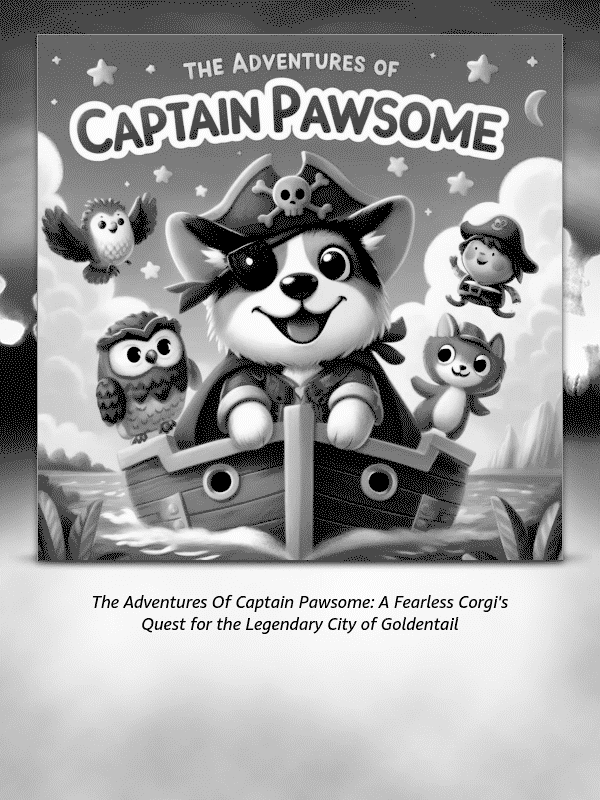 THE ADVENTURES OF
CAPTAIN PAWSOME
The Adventures Of Captain Pawsome: A Fearless Corgi's
Quest for the Legendary City of Goldentail